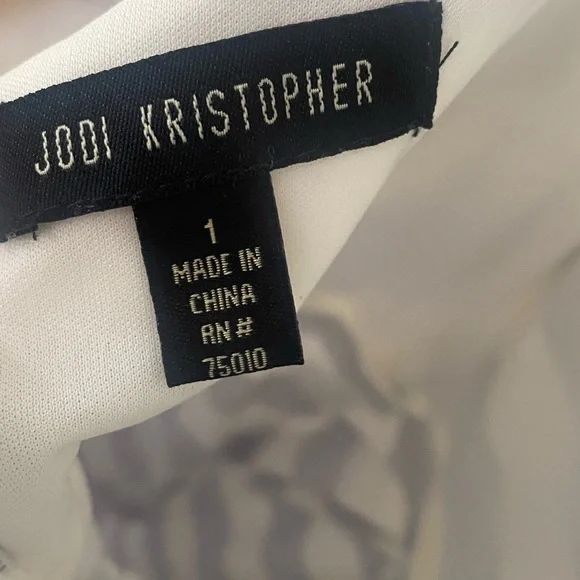 JODI KRISTOPHER
1
MADE IN
CHINA
RN#
75010